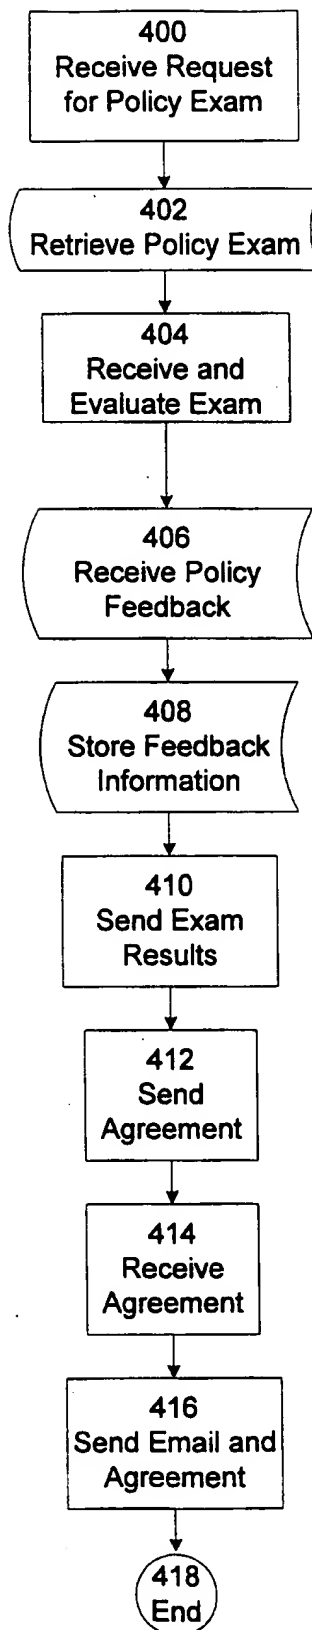 400
Receive Request
for Policy Exam
402
Retrieve Policy Exam
404
Receive and
Evaluate Exam
406
Receive Policy
Feedback
408
Store Feedback
Information
410
Send Exam
Results
412
Send
Agreement
414
Receive
Agreement
416
Send Email and
Agreement
418
End